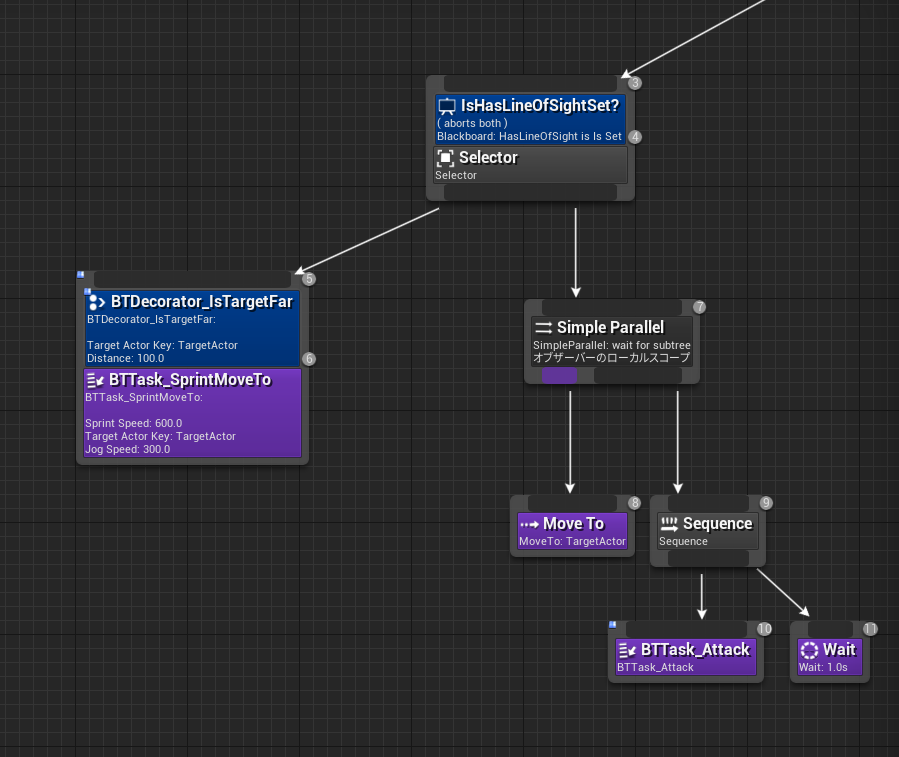 3
IsHasLineOfSightSet?
( aborts both )
Blackboard: HasLineOfSight is Is Set
4
Selector
Selector
5
BTDecorator_IsTargetFar
BTDecorator_IsTargetFar:
Target Actor Key: TargetActor
Distance: 100.0
6
BTTask_SprintMoveTo
BTTask_SprintMoveTo:
Sprint Speed: 600.0
Target Actor Key: TargetActor
Jog Speed: 300.0
7
Simple Parallel
SimpleParallel: wait for subtree
オブザーバーのローカルスコープ
8
Move To
MoveTo: TargetActor
9
Sequence
Sequence
10
BTTask_Attack
BTTask_Attack
11
Wait
Wait: 1.0s